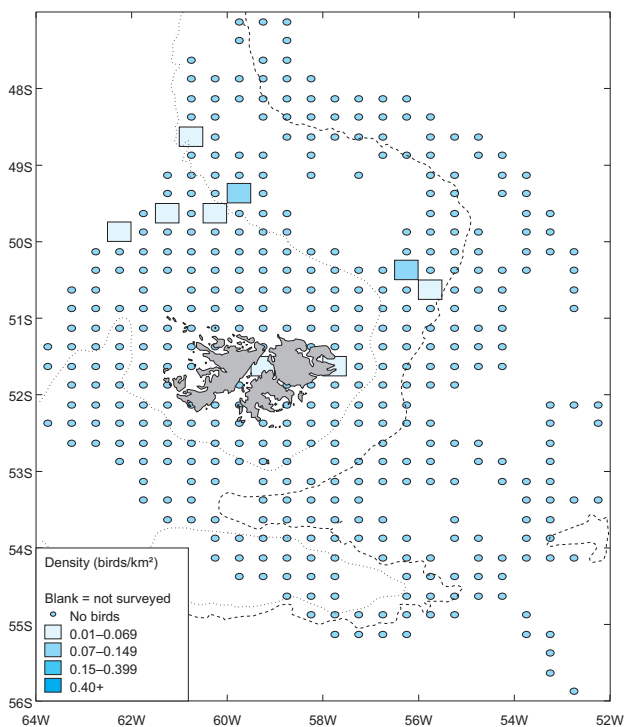 48S
49S
50S
51S
52S
53S
54S
55S
56S
Density (birds/km²)
Blank = not surveyed
No birds
0.01–0.069
0.07–0.149
0.15–0.399
0.40+
64W 62W 60W 58W 56W 54W 52W